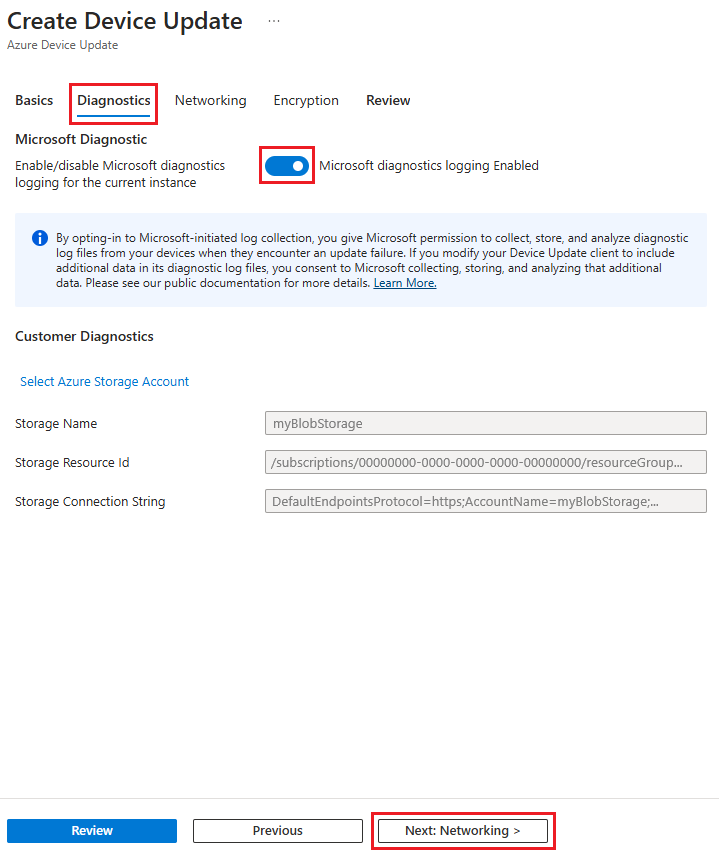 Create Device Update ...
Azure Device Update
Basics Diagnostics Networking Encryption Review
Microsoft Diagnostic
Enable/disable Microsoft diagnostics
logging for the current instance
Microsoft diagnostics logging Enabled
By opting-in to Microsoft-initiated log collection, you give Microsoft permission to collect, store, and analyze diagnostic
log files from your devices when they encounter an update failure. If you modify your Device Update client to include
additional data in its diagnostic log files, you consent to Microsoft collecting, storing, and analyzing that additional
data. Please see our public documentation for more details. Learn More.
Customer Diagnostics
Select Azure Storage Account
Storage Name myBlobStorage
Storage Resource Id /subscriptions/00000000-0000-0000-0000-00000000/resourceGroup...
Storage Connection String DefaultEndpointsProtocol=https;AccountName=myBlobStorage;...
Review Previous Next: Networking >